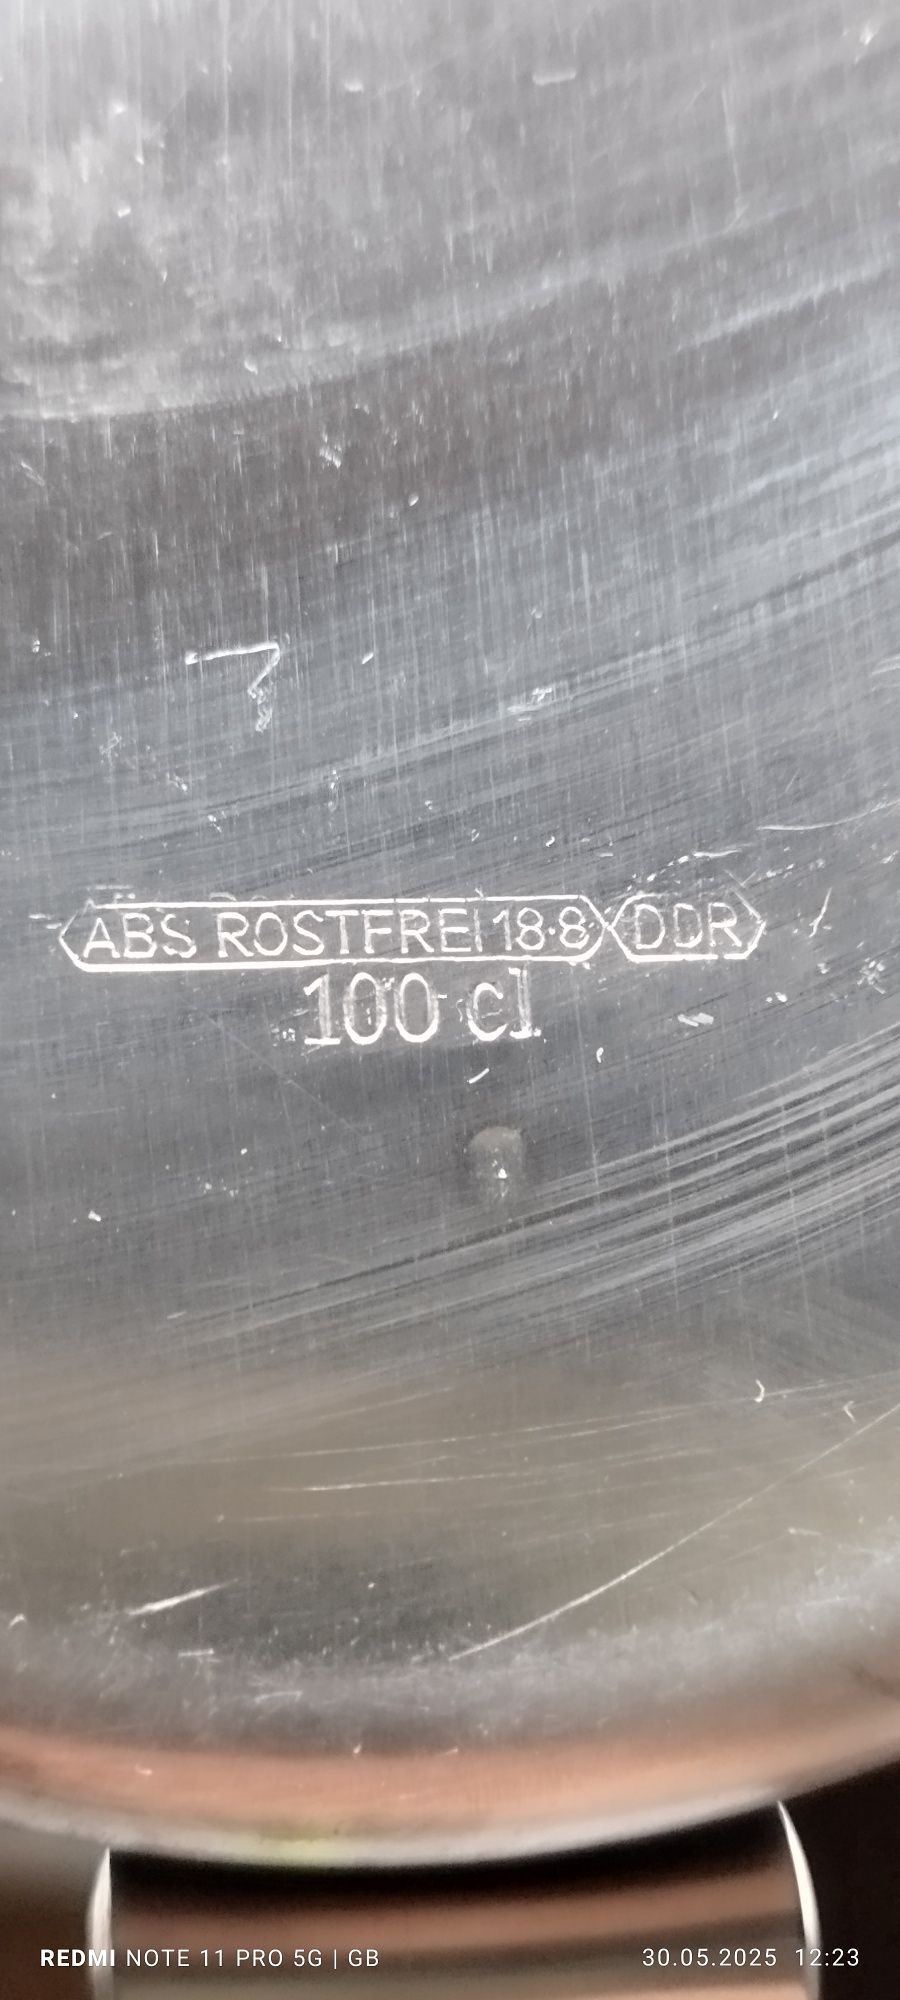 ABS ROSTFREI 18·8 DDR
100 cl
REDMI NOTE 11 PRO 5G | GB
30.05.2025 12:23